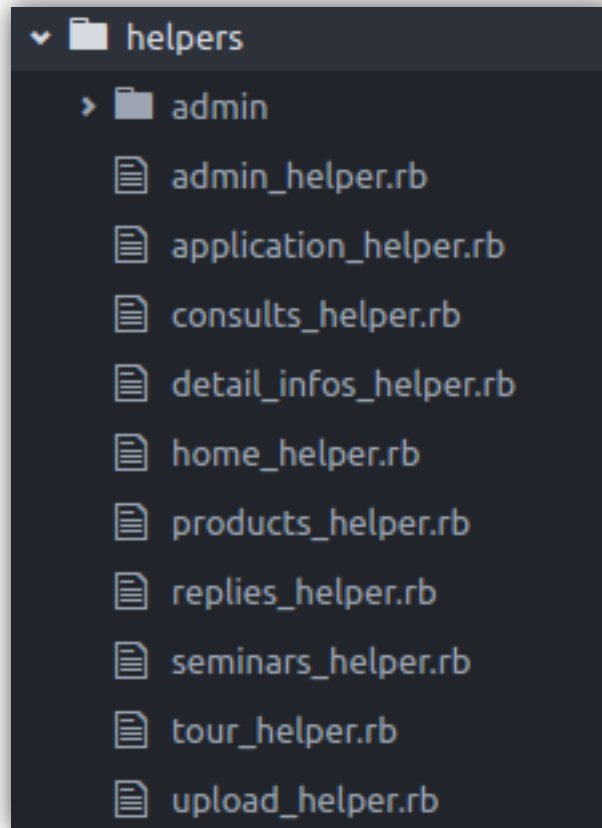 helpers
admin
admin_helper.rb
application_helper.rb
consults_helper.rb
detail_infos_helper.rb
home_helper.rb
products_helper.rb
replies_helper.rb
seminars_helper.rb
tour_helper.rb
upload_helper.rb